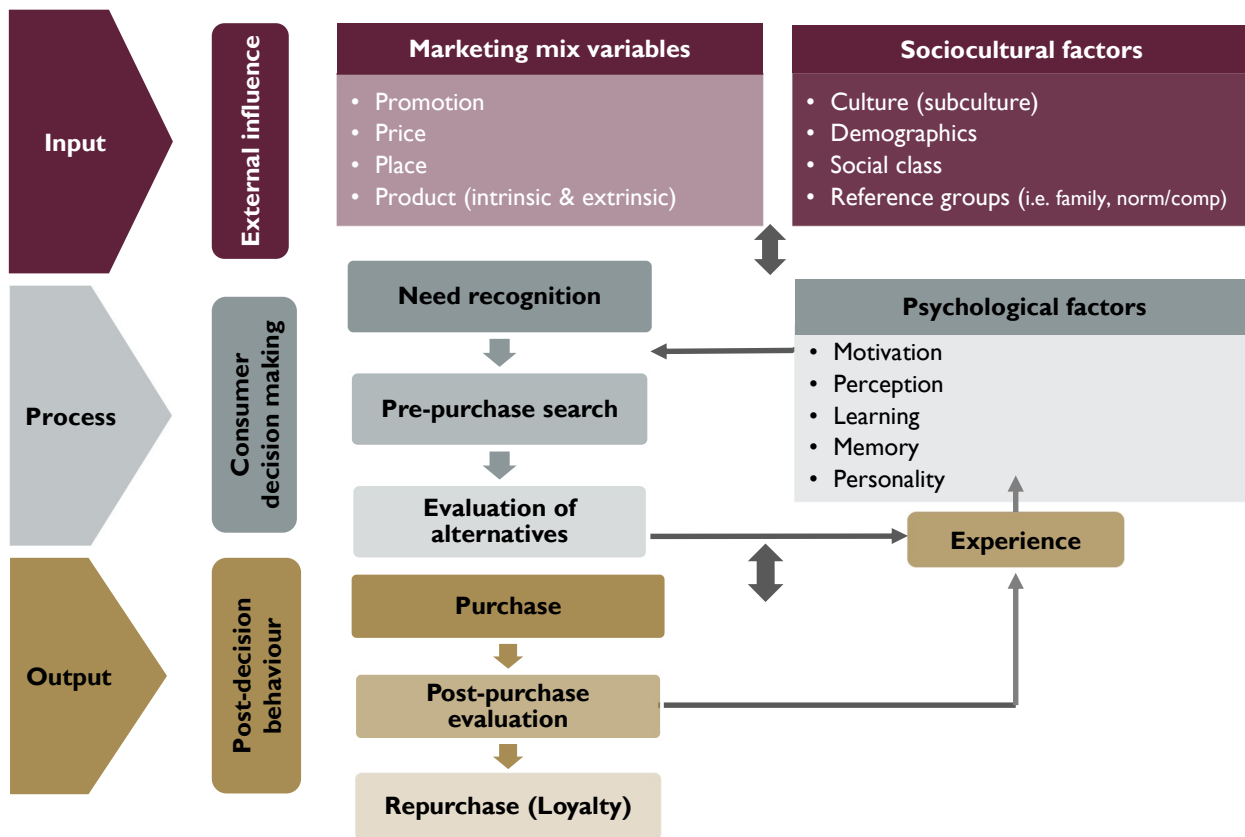 Input
External influence
Marketing mix variables
• Promotion
• Price
• Place
• Product (intrinsic & extrinsic)
Sociocultural factors
• Culture (subculture)
• Demographics
• Social class
• Reference groups (i.e. family, norm/comp)
Process
Consumer
decision making
Need recognition
Pre-purchase search
Evaluation of
alternatives
Psychological factors
• Motivation
• Perception
• Learning
• Memory
• Personality
Experience
Output
Post-decision
behaviour
Purchase
Post-purchase
evaluation
Repurchase (Loyalty)